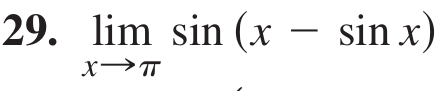 29. lim sin (x − sin x)
x→π